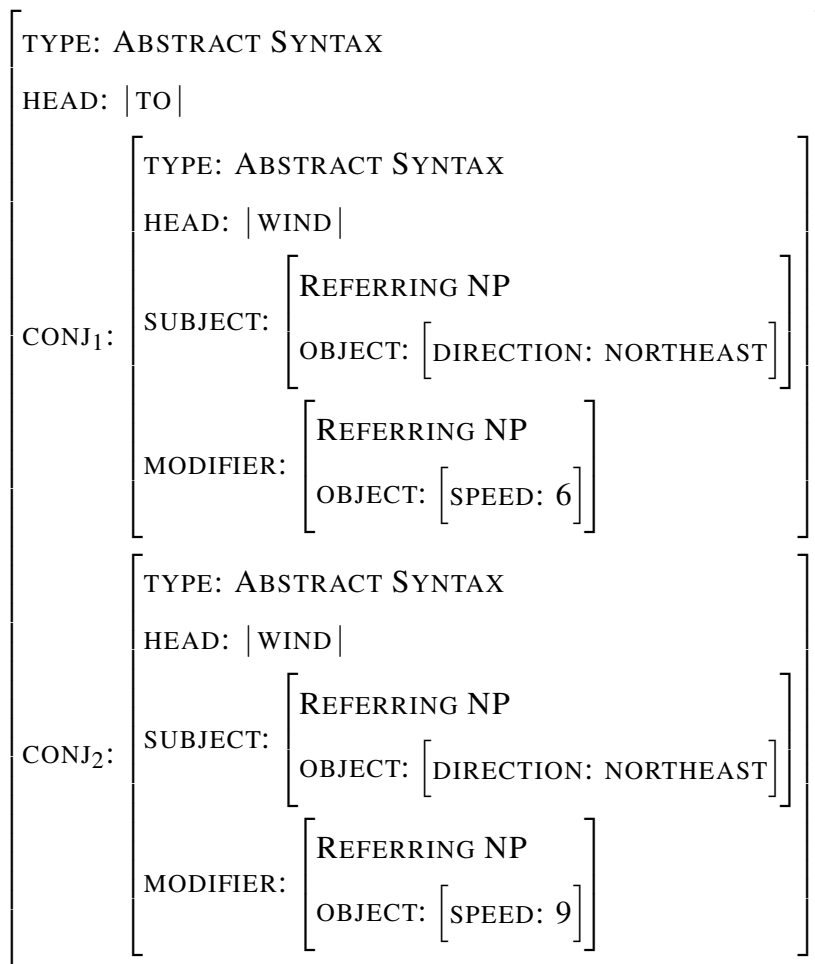 TYPE: ABSTRACT SYNTAX
HEAD: |TO|
CONJ1:
TYPE: ABSTRACT SYNTAX
HEAD: |WIND|
SUBJECT:
REFERRING NP
OBJECT: [DIRECTION: NORTHEAST]
MODIFIER:
REFERRING NP
OBJECT: [SPEED: 6]
CONJ2:
TYPE: ABSTRACT SYNTAX
HEAD: |WIND|
SUBJECT:
REFERRING NP
OBJECT: [DIRECTION: NORTHEAST]
MODIFIER:
REFERRING NP
OBJECT: [SPEED: 9]